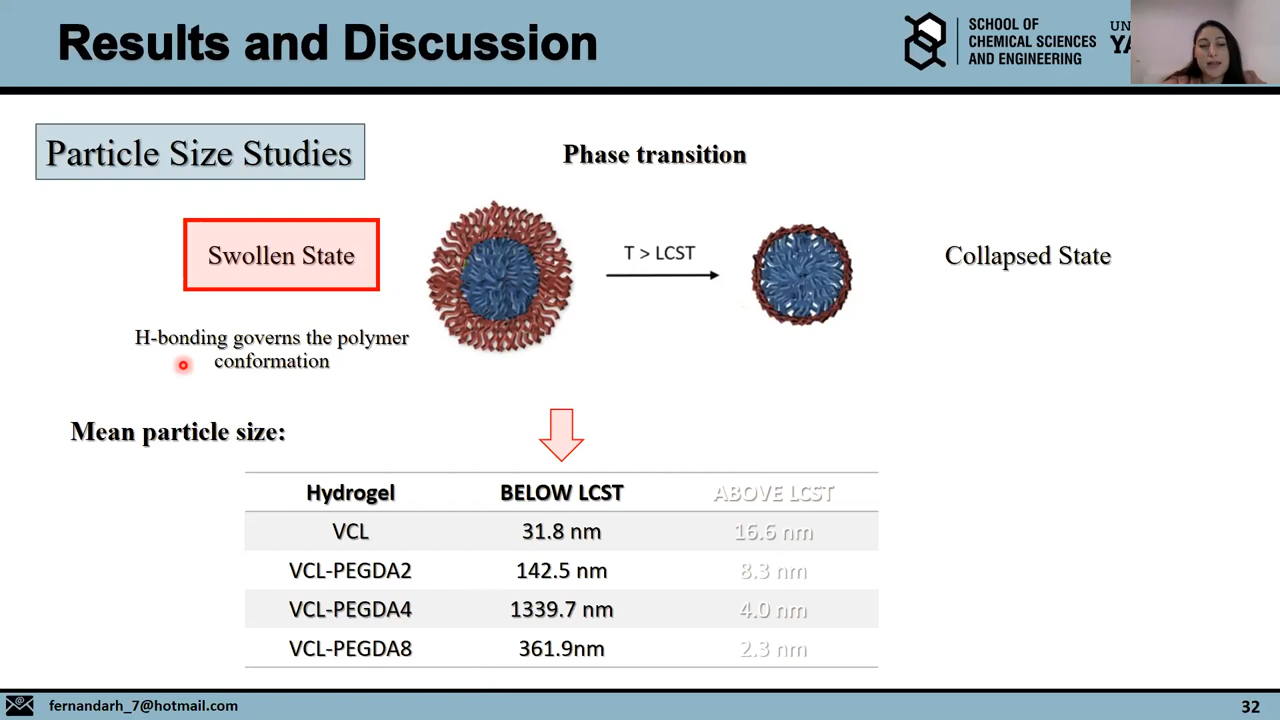 Results and Discussion
SCHOOL OF
CHEMICAL SCIENCES
AND ENGINEERING
Particle Size Studies
Phase transition
Swollen State
T > LCST
Collapsed State
H-bonding governs the polymer
conformation
Mean particle size:
Hydrogel BELOW LCST ABOVE LCST
VCL 31.8 nm 16.6 nm
VCL-PEGDA2 142.5 nm 8.3 nm
VCL-PEGDA4 1339.7 nm 4.0 nm
VCL-PEGDA8 361.9nm 2.3 nm
fernandarh_7@hotmail.com
32